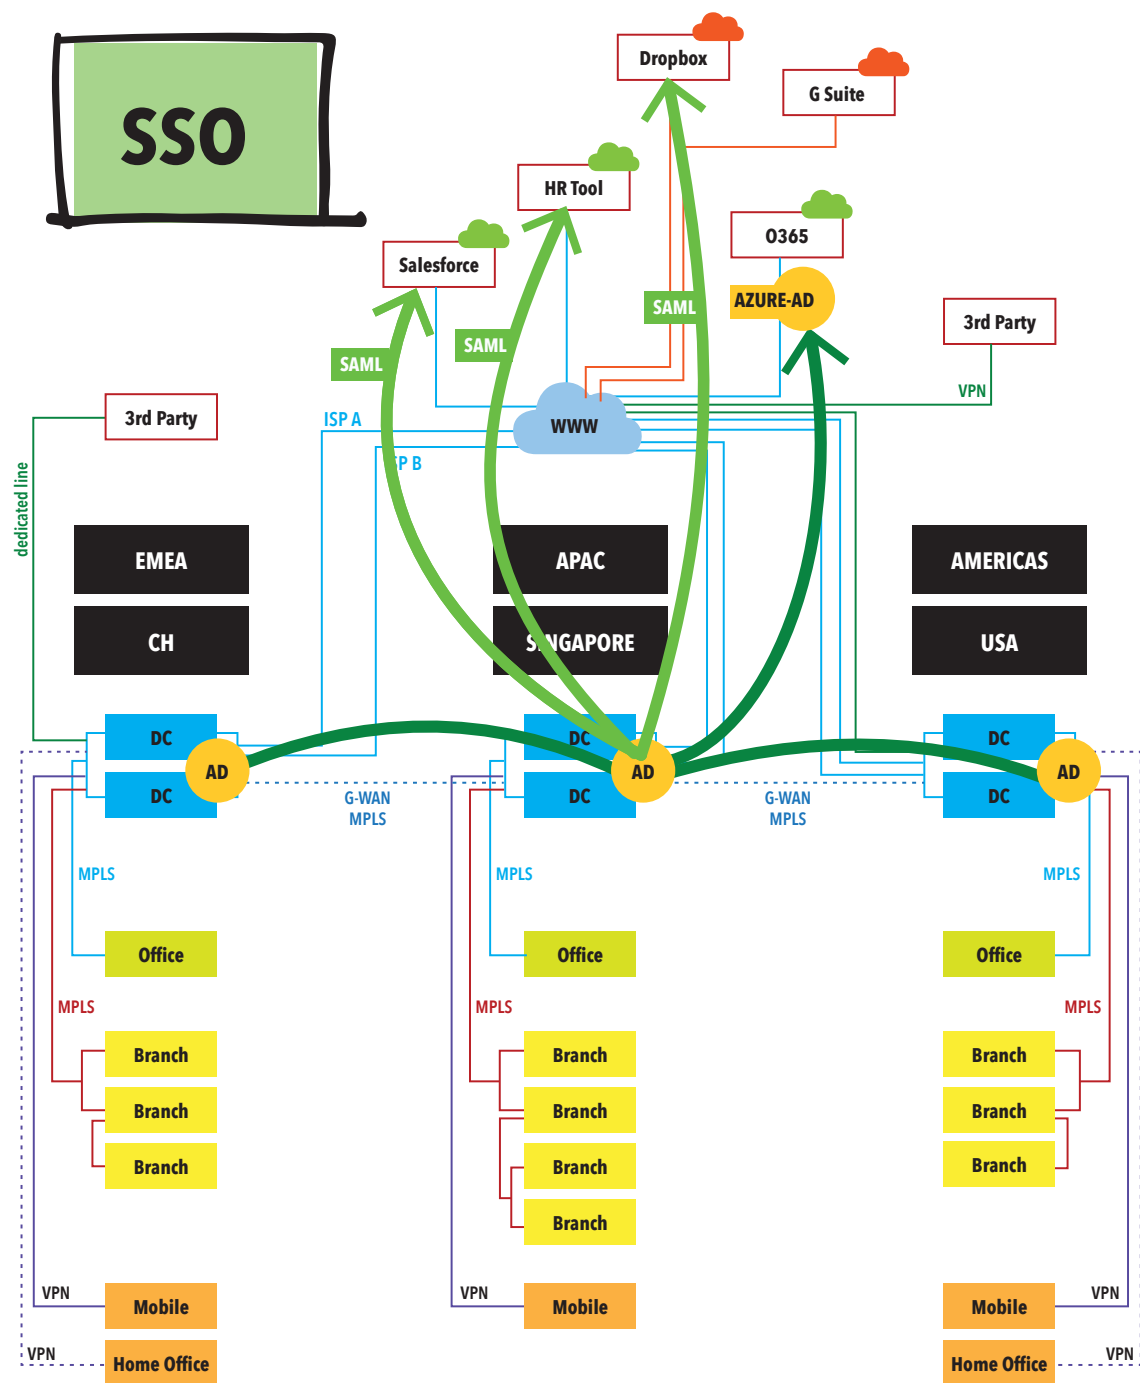 SSO
Dropbox
G Suite
HR Tool
O365
Salesforce
AZURE-AD
SAML
3rd Party
SAML
SAML
VPN
3rd Party
ISP A
WWW
SP B
dedicated line
EMEA
APAC
AMERICAS
CH
SINGAPORE
USA
DC
DC
DC
AD
AD
AD
DC
DC
DC
G-WAN
MPLS
G-WAN
MPLS
MPLS
MPLS
MPLS
Office
Office
Office
MPLS
MPLS
MPLS
Branch
Branch
Branch
Branch
Branch
Branch
Branch
Branch
Branch
Branch
VPN
Mobile
VPN
Mobile
Mobile
VPN
VPN
Home Office
Home Office
VPN